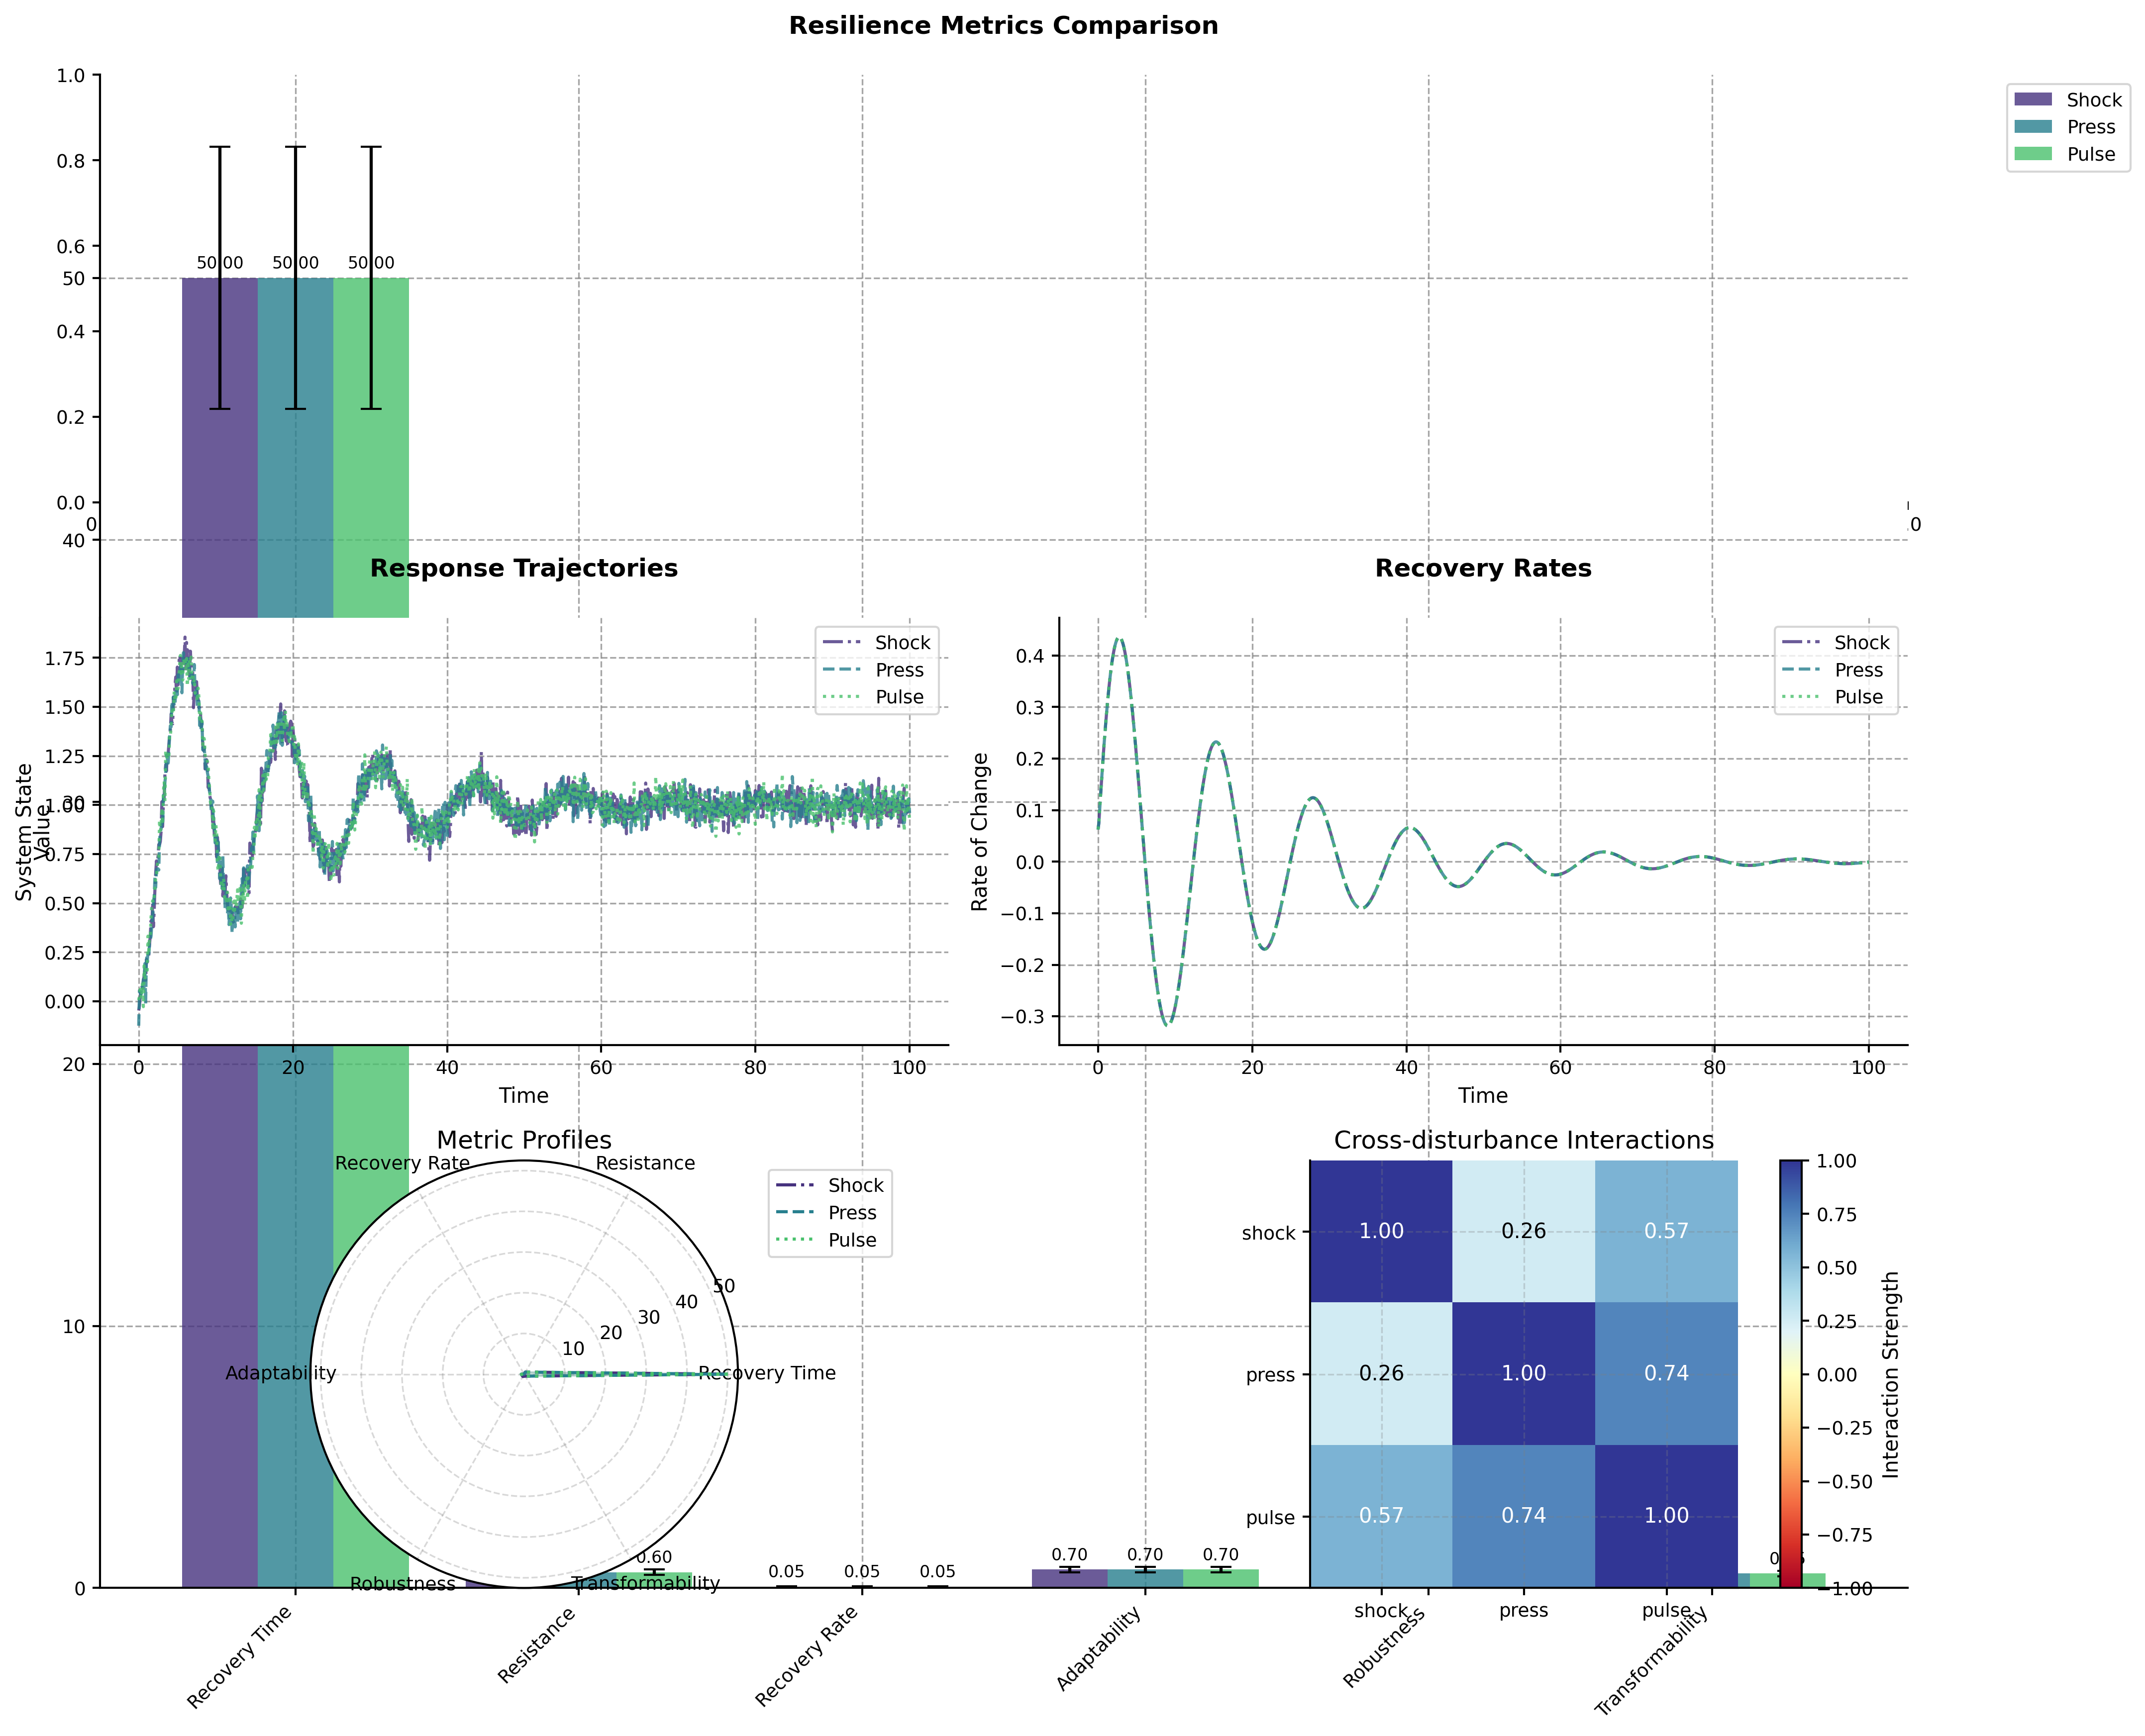 Resilience Metrics Comparison
1.0
0.8
0.6
50
0.4
0.2
0.0
0
40
20
10
0
Value
50.00 50.00 50.00
Shock
Press
Pulse
Response Trajectories
1.75
1.50
1.25
1.00
0.75
0.50
0.25
0.00
System State
Shock
Press
Pulse
0 20 40 60 80 100
Time
Recovery Rates
0.4
0.3
0.2
0.1
0.0
−0.1
−0.2
−0.3
Rate of Change
Shock
Press
Pulse
0 20 40 60 80 100
Time
Metric Profiles
Recovery Rate Resistance
Adaptability Recovery Time
Robustness Transformability
10 20 30 40 50
Shock
Press
Pulse
Cross-disturbance Interactions
shock 1.00 0.26 0.57
press 0.26 1.00 0.74
pulse 0.57 0.74 1.00
shock press pulse
1.00
0.75
0.50
0.25
0.00
−0.25
−0.50
−0.75
−1.00
Interaction Strength
0.60
0.05 0.05 0.05
0.70 0.70 0.70
Recovery Time
Resistance
Recovery Rate
Adaptability
Robustness
Transformability